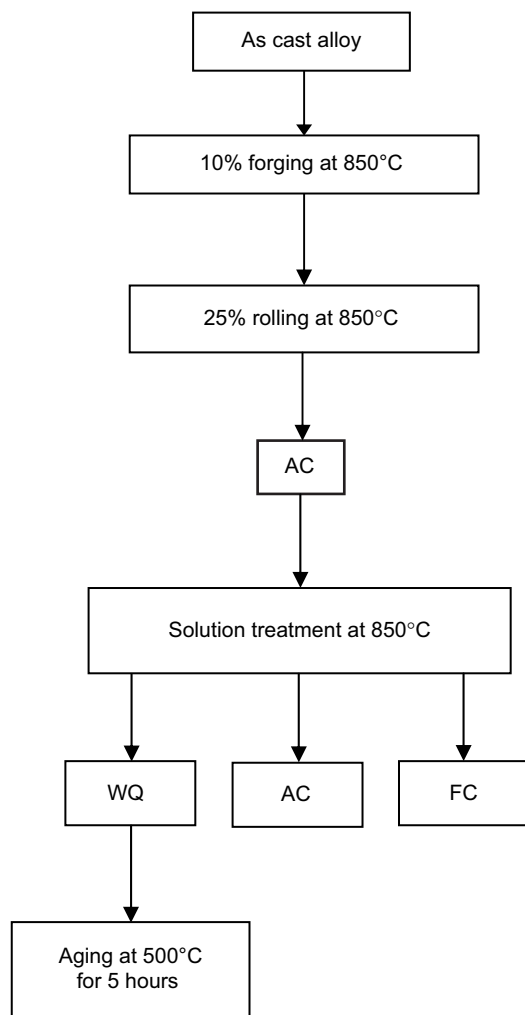 As cast alloy
10% forging at 850°C
25% rolling at 850°C
AC
Solution treatment at 850°C
WQ
AC
FC
Aging at 500°C
for 5 hours